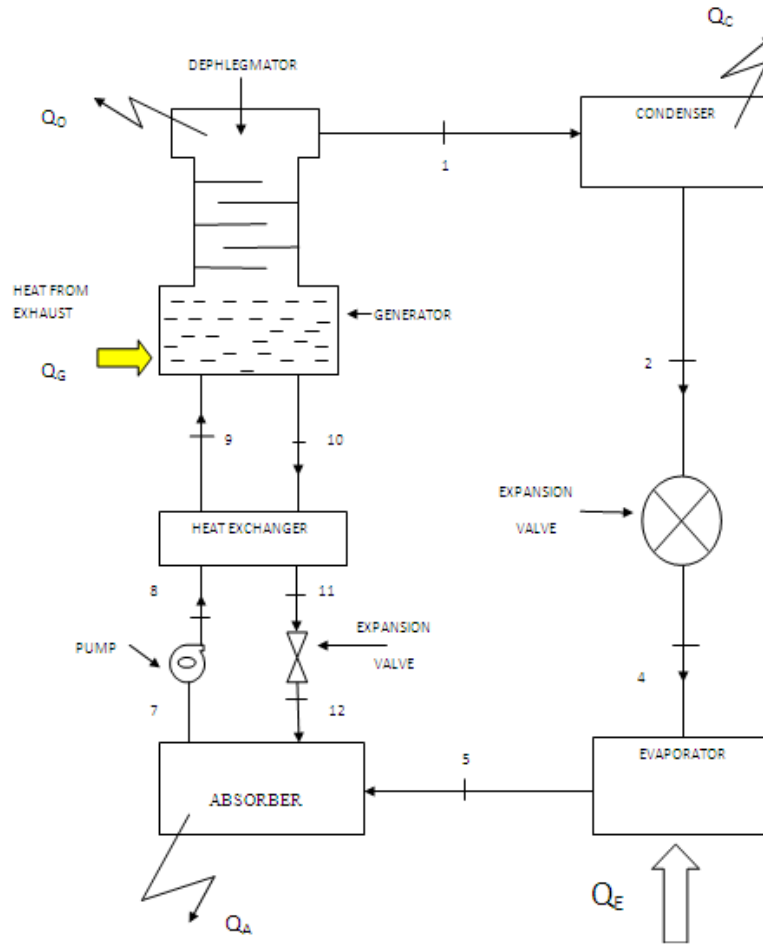 Q_C
DEPHLEGMATOR
CONDENSER
Q_D
1
HEAT FROM
EXHAUST
GENERATOR
Q_G
2
9
10
EXPANSION
VALVE
HEAT EXCHANGER
8
11
EXPANSION
VALVE
PUMP
7
12
4
5
EVAPORATOR
ABSORBER
Q_E
Q_A